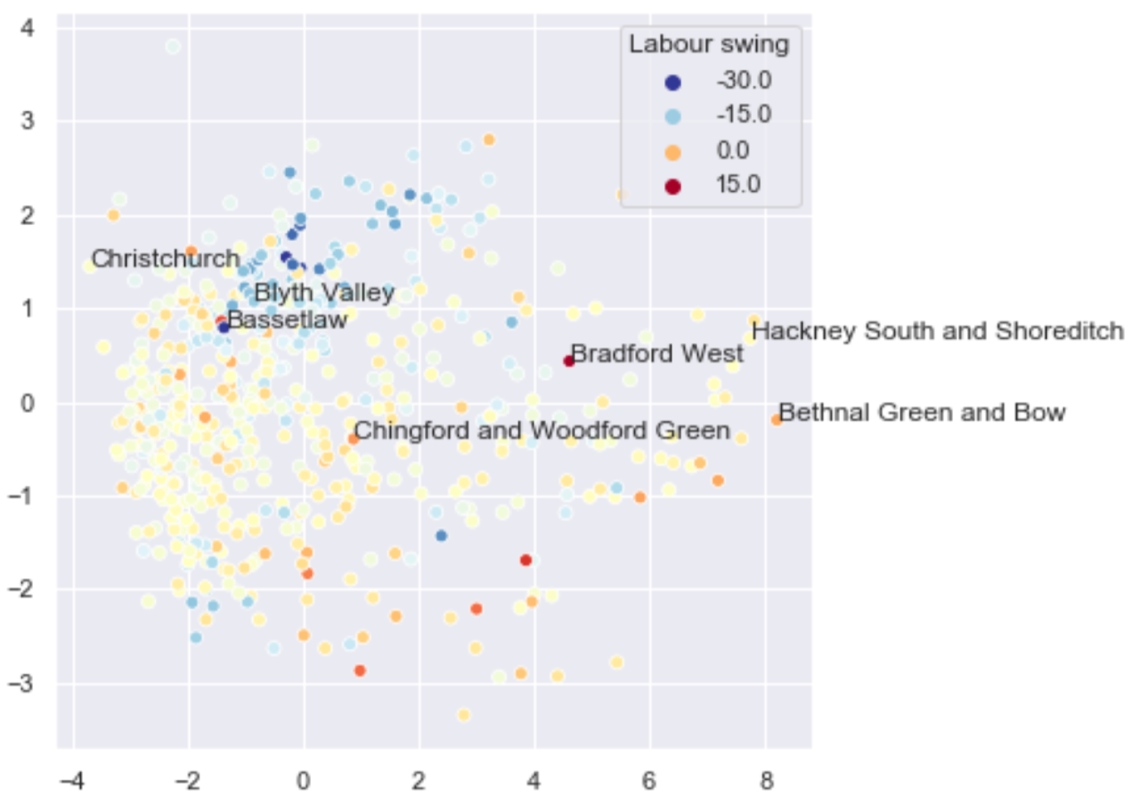 4
3
2
1
0
−1
−2
−3
Labour swing
-30.0
-15.0
0.0
15.0
Christchurch
Blyth Valley
Bassetlaw
Hackney South and Shoreditch
Bradford West
Bethnal Green and Bow
Chingford and Woodford Green
−4
−2
0
2
4
6
8